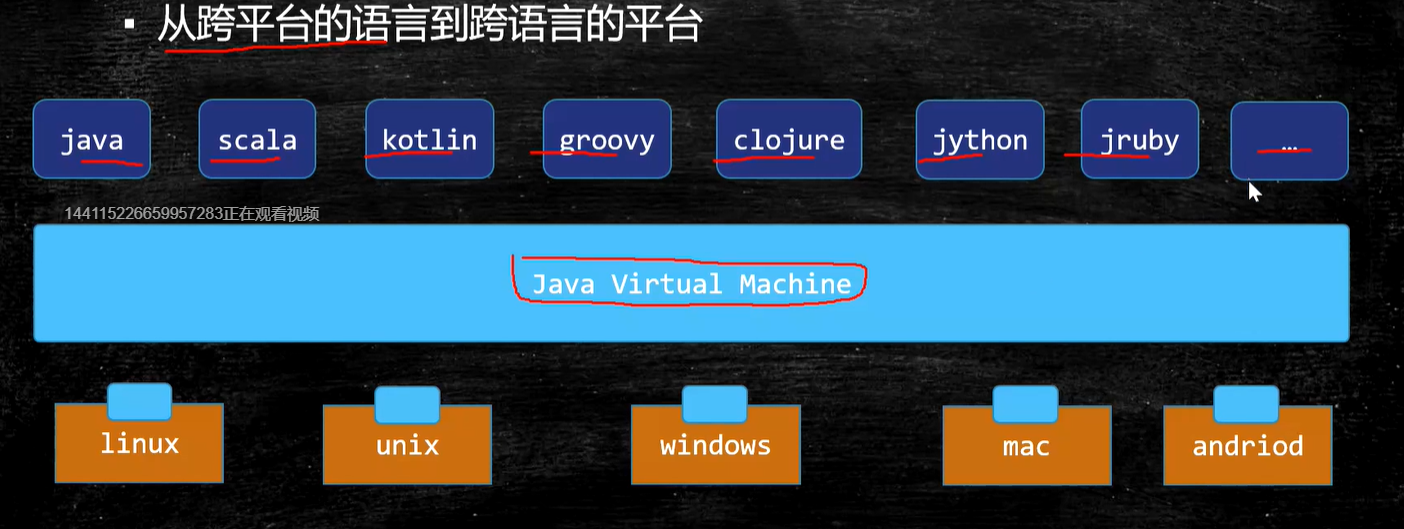 ▪ 从跨平台的语言到跨语言的平台
java scala kotlin groovy clojure jython jruby …
144115226659957283正在观看视频
Java Virtual Machine
linux unix windows mac andriod